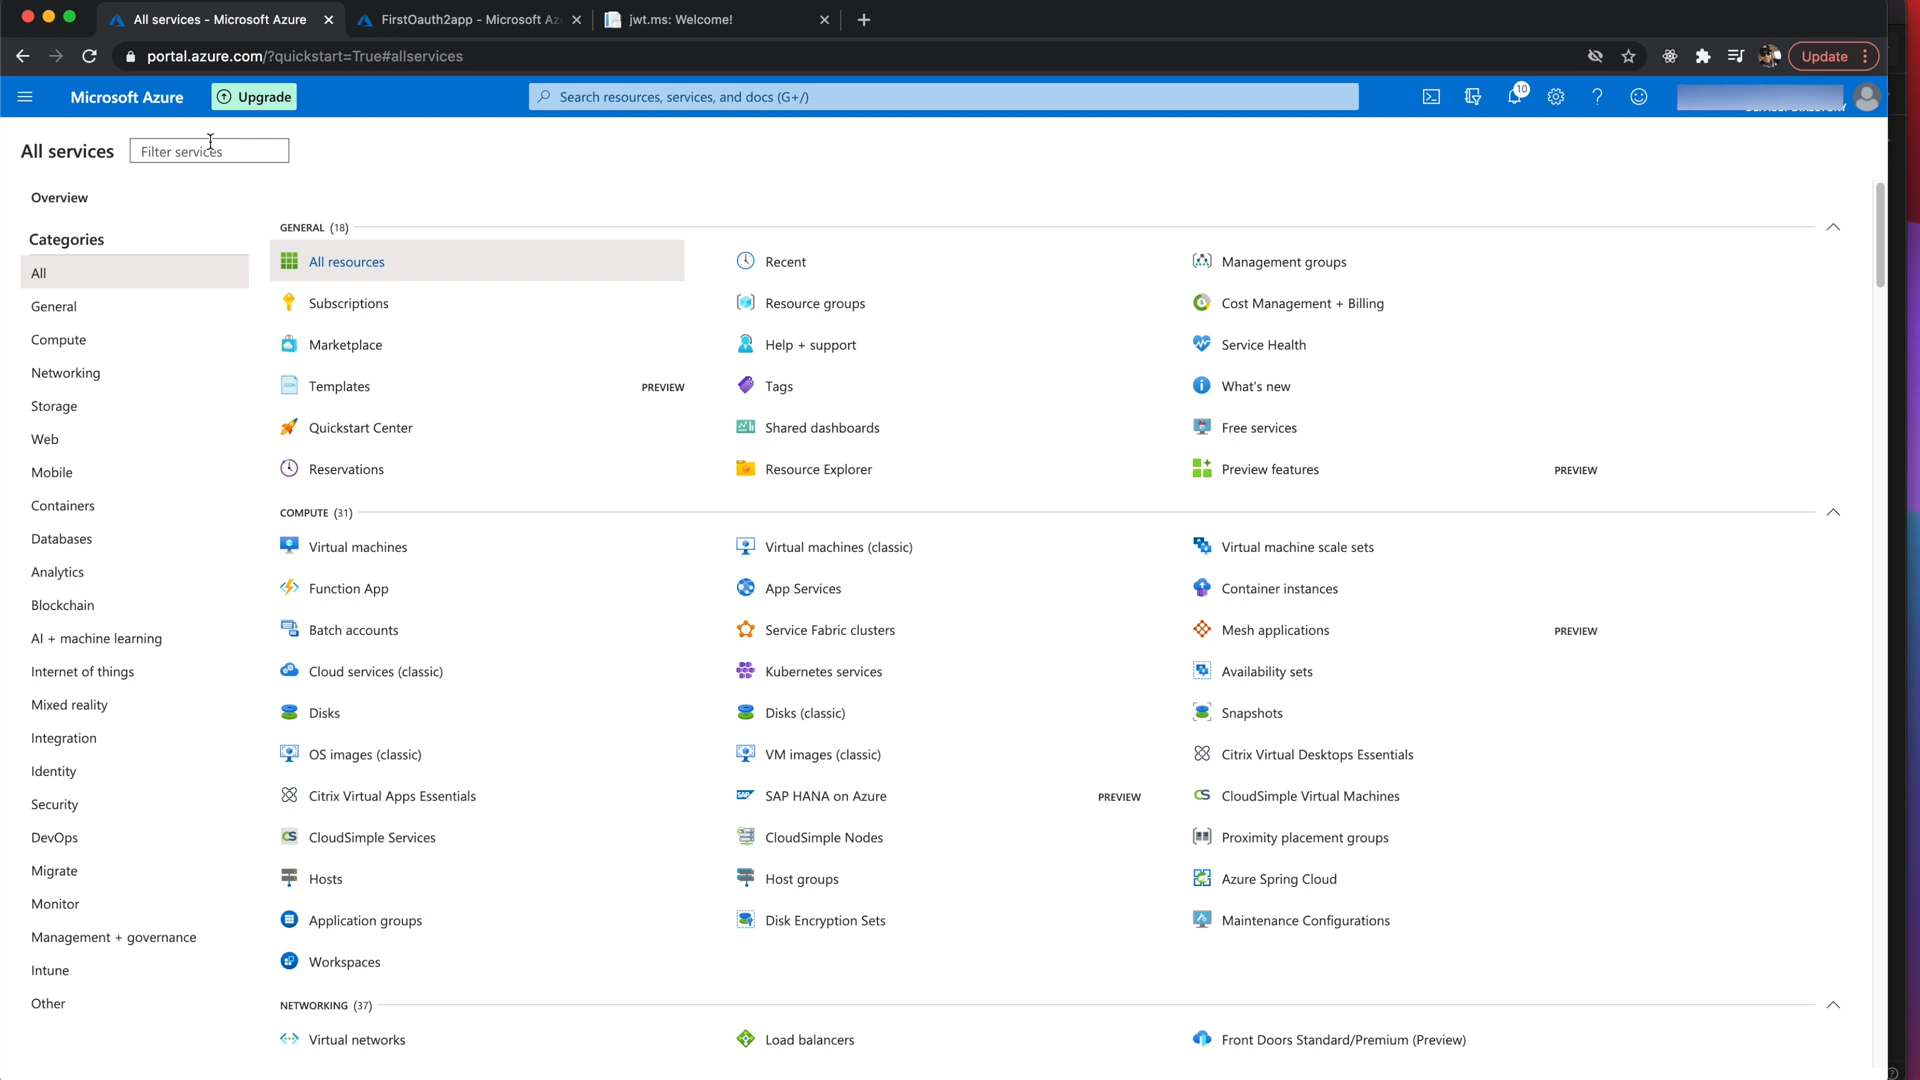 All services - Microsoft Azure
FirstOauth2app - Microsoft Az
jwt.ms: Welcome!
portal.azure.com/?quickstart=True#allservices
Update
Microsoft Azure
Upgrade
Search resources, services, and docs (G+/)
10
All services
Filter services
Overview
Categories
All
General
Compute
Networking
Storage
Web
Mobile
Containers
Databases
Analytics
Blockchain
AI + machine learning
Internet of things
Mixed reality
Integration
Identity
Security
DevOps
Migrate
Monitor
Management + governance
Intune
Other
GENERAL (18)
All resources
Recent
Management groups
Subscriptions
Resource groups
Cost Management + Billing
Marketplace
Help + support
Service Health
Templates PREVIEW
Tags
What's new
Quickstart Center
Shared dashboards
Free services
Reservations
Resource Explorer
Preview features PREVIEW
COMPUTE (31)
Virtual machines
Virtual machines (classic)
Virtual machine scale sets
Function App
App Services
Container instances
Batch accounts
Service Fabric clusters
Mesh applications PREVIEW
Cloud services (classic)
Kubernetes services
Availability sets
Disks
Disks (classic)
Snapshots
OS images (classic)
VM images (classic)
Citrix Virtual Desktops Essentials
Citrix Virtual Apps Essentials
SAP HANA on Azure PREVIEW
CloudSimple Virtual Machines
CloudSimple Services
CloudSimple Nodes
Proximity placement groups
Hosts
Host groups
Azure Spring Cloud
Application groups
Disk Encryption Sets
Maintenance Configurations
Workspaces
NETWORKING (37)
Virtual networks
Load balancers
Front Doors Standard/Premium (Preview)